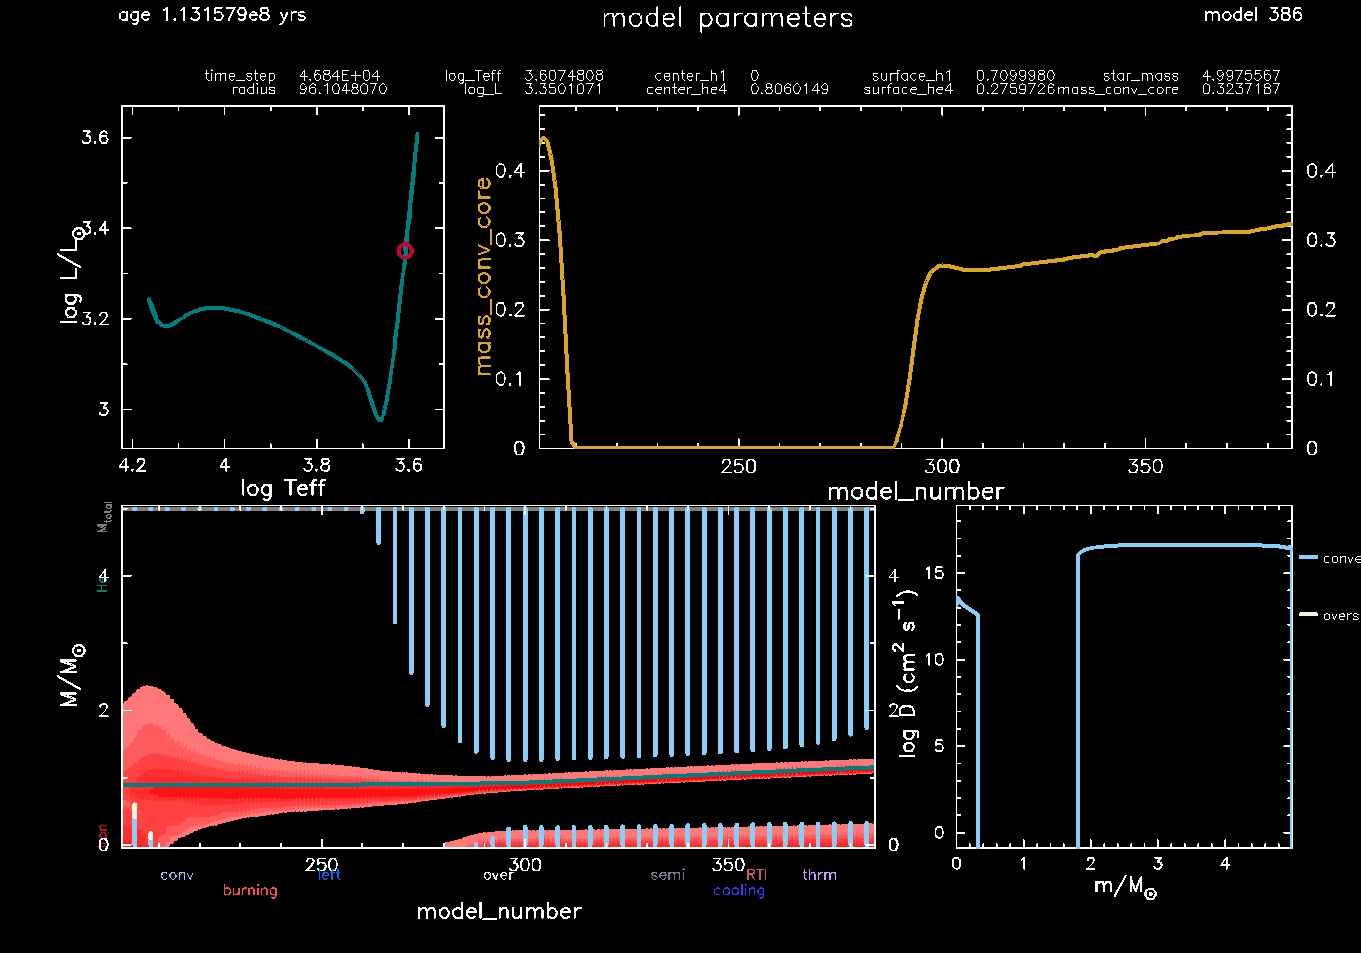 age 1.131579e8 yrs
model parameters
model 386
time_step 4.684E+04 log_Teff 3.6074808 center_h1 0 surface_h1 0.7099980 star_mass 4.9975567
radius 96.1048070 log_L 3.3501071 center_he4 0.8060149 surface_he4 0.2759726 mass_conv_core 0.3237187
log L/L⊙
3.6
3.4
3.2
3
4.2 4 3.8 3.6
log Teff
mass_conv_core
0.4
0.3
0.2
0.1
0
0.4
0.3
0.2
0.1
0
250 300 350
model_number
M/M⊙
Mtotal
He
4
2
0
4
2
0
250 300 350
conv left over semi RTI thrm
burning cooling
model_number
log D (cm² s⁻¹)
15
10
5
0
0 1 2 3 4
m/M⊙
conve
overs